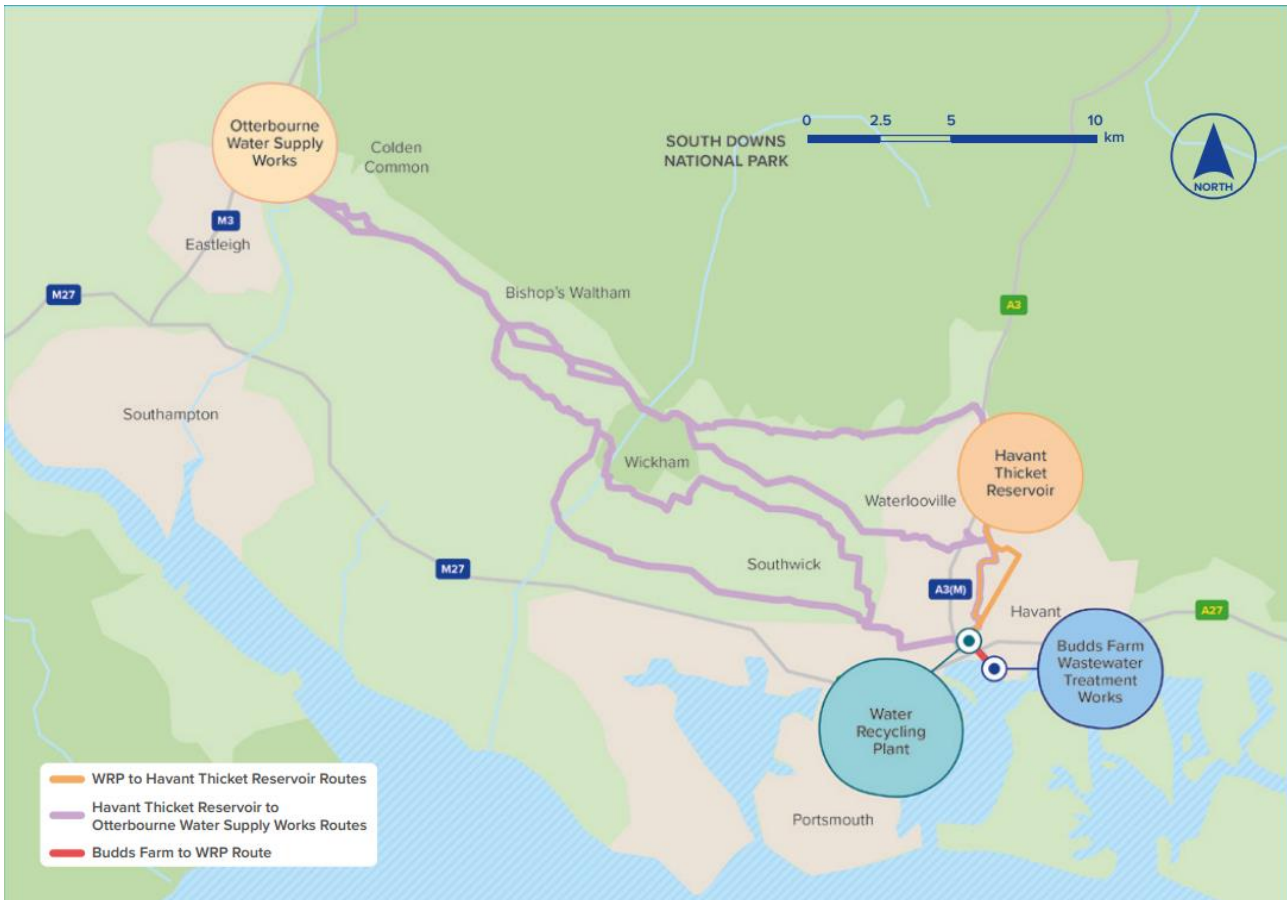 Otterbourne
Water Supply
Works
Colden
Common
SOUTH DOWNS
NATIONAL PARK
0 2.5 5 10
km
NORTH
M3
Eastleigh
M27
Bishop's Waltham
A3
Southampton
Wickham
Waterlooville
Havant
Thicket
Reservoir
Southwick
M27
A3(M)
Havant
A27
Budds Farm
Wastewater
Treatment
Works
Water
Recycling
Plant
Portsmouth
WRP to Havant Thicket Reservoir Routes
Havant Thicket Reservoir to
Otterbourne Water Supply Works Routes
Budds Farm to WRP Route